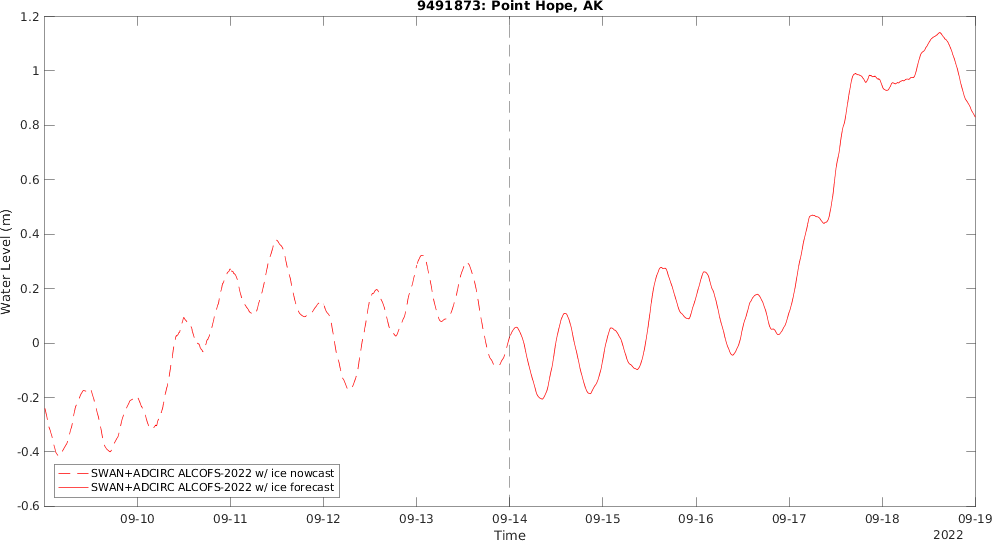 9491873: Point Hope, AK
Water Level (m)
1.2
1
0.8
0.6
0.4
0.2
0
-0.2
-0.4
-0.6
SWAN+ADCIRC ALCOFS-2022 w/ ice nowcast
SWAN+ADCIRC ALCOFS-2022 w/ ice forecast
09-10 09-11 09-12 09-13 09-14 09-15 09-16 09-17 09-18 09-19
Time
2022